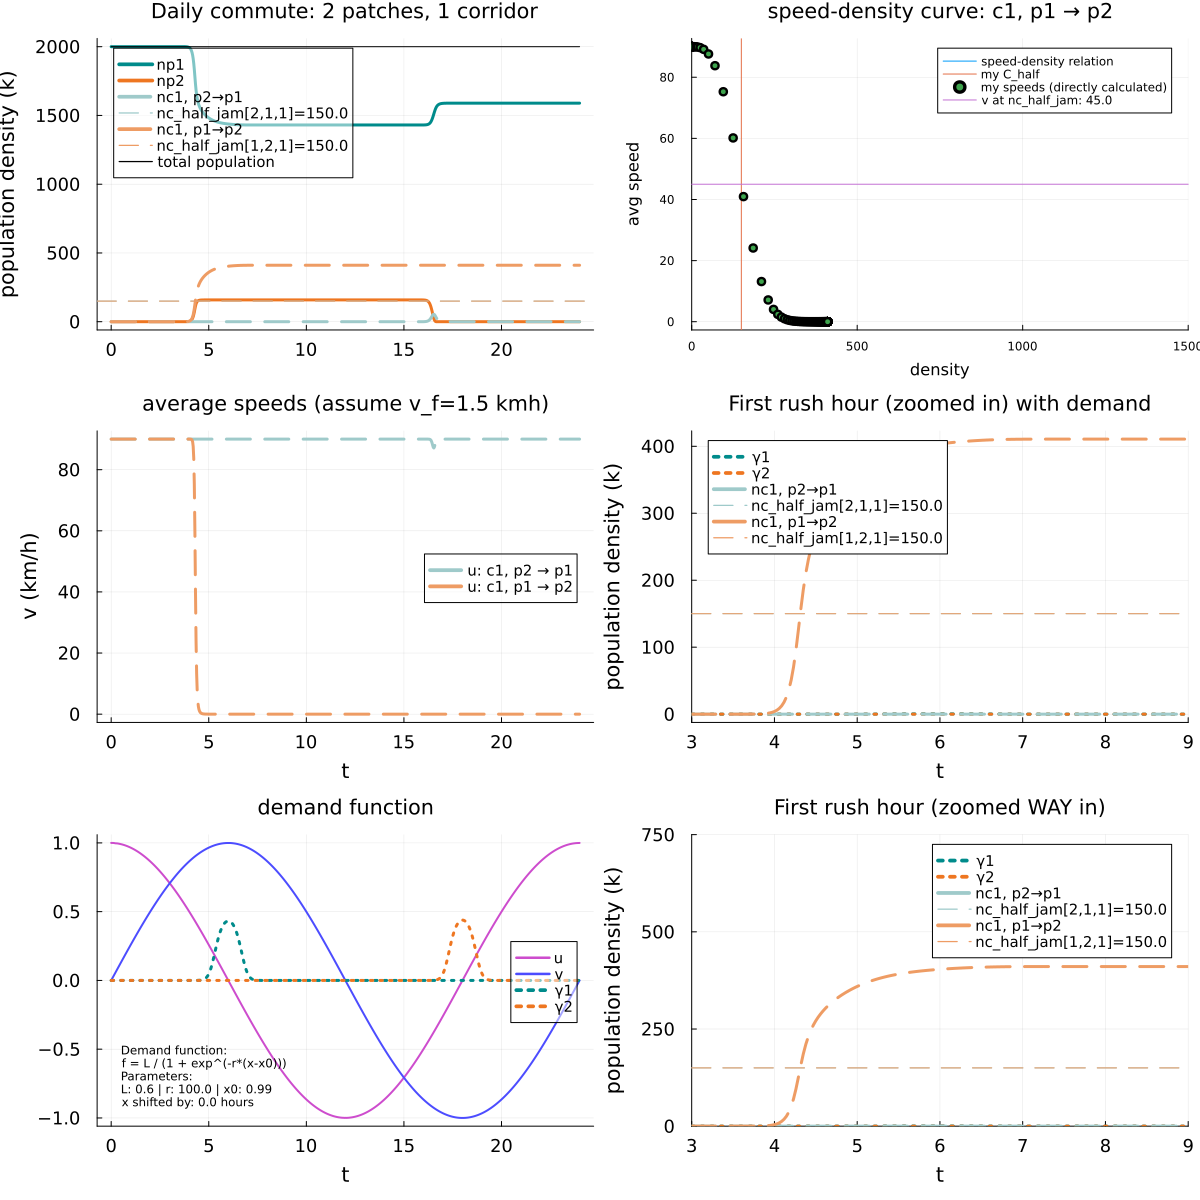 Daily commute: 2 patches, 1 corridor
population density (k)
2000
1500
1000
500
0
np1
np2
nc1, p2→p1
nc_half_jam[2,1,1]=150.0
nc1, p1→p2
nc_half_jam[1,2,1]=150.0
total population
0
5
10
15
20
speed-density curve: c1, p1 → p2
avg speed
80
60
40
20
0
speed-density relation
my C_half
my speeds (directly calculated)
v at nc_half_jam: 45.0
0
500
1000
1500
density
average speeds (assume v_f=1.5 kmh)
v (km/h)
80
60
40
20
0
u: c1, p2 → p1
u: c1, p1 → p2
0
5
10
15
20
t
First rush hour (zoomed in) with demand
population density (k)
400
300
200
100
0
γ1
γ2
nc1, p2→p1
nc_half_jam[2,1,1]=150.0
nc1, p1→p2
nc_half_jam[1,2,1]=150.0
3
4
5
6
7
8
9
t
demand function
1.0
0.5
0.0
−0.5
−1.0
u
v
γ1
γ2
Demand function:
f = L / (1 + exp^(-r*(x-x0)))
Parameters:
L: 0.6 | r: 100.0 | x0: 0.99
x shifted by: 0.0 hours
0
5
10
15
20
t
First rush hour (zoomed WAY in)
population density (k)
750
500
250
0
γ1
γ2
nc1, p2→p1
nc_half_jam[2,1,1]=150.0
nc1, p1→p2
nc_half_jam[1,2,1]=150.0
3
4
5
6
7
8
9
t